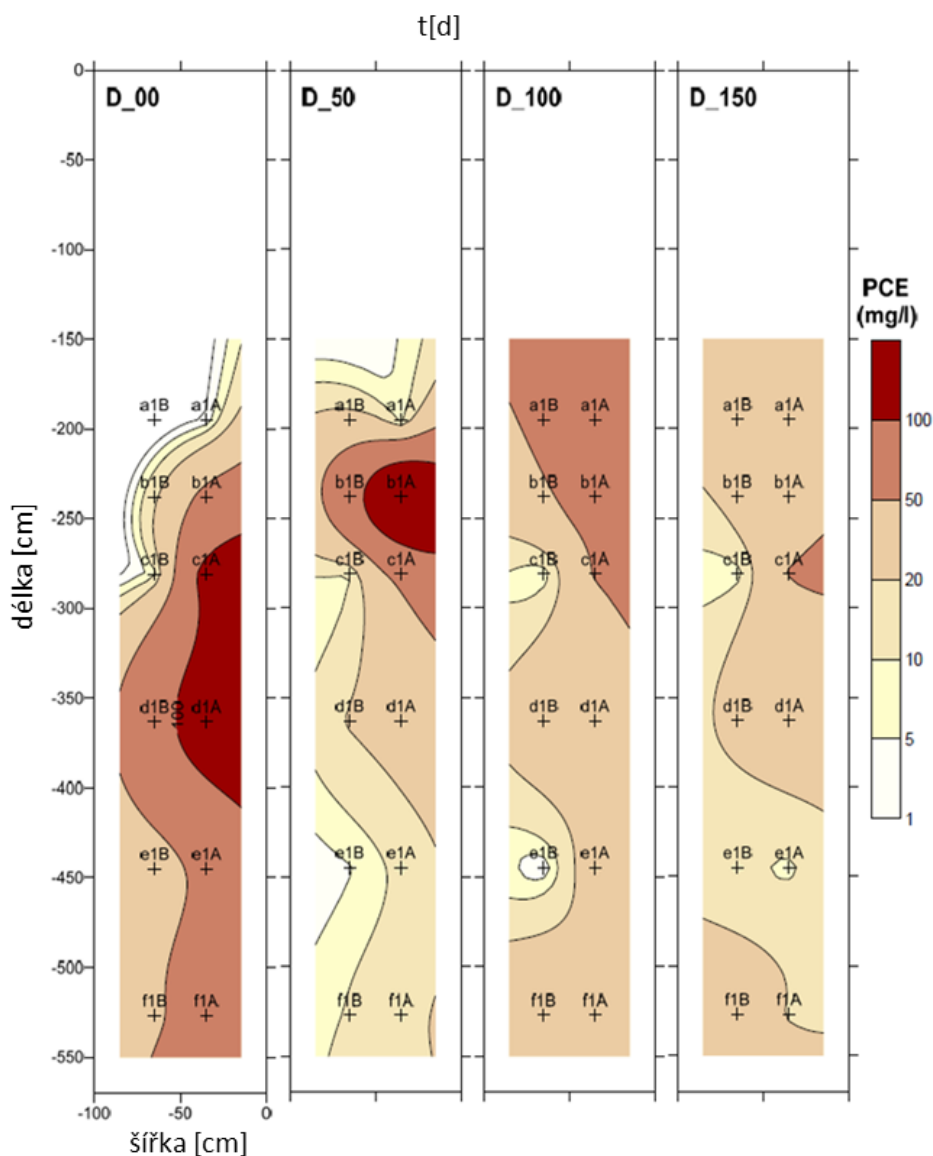 t[d]
0
D_00 D_50 D_100 D_150
-50
-100
PCE
(mg/l)
-150
a1B a1A a1B a1A a1B a1A a1B a1A
100
-200
b1B b1A b1B b1A b1B b1A b1B b1A
50
-250
c1B c1A c1B c1A c1B c1A c1B c1A
20
délka [cm]
-300
10
-350
d1B 100 d1A d1B d1A d1B d1A d1B d1A
5
-400
1
e1B e1A e1B e1A e1B e1A e1B e1A
-450
-500
f1B f1A f1B f1A f1B f1A f1B f1A
-550
-100 -50 0
šířka [cm]